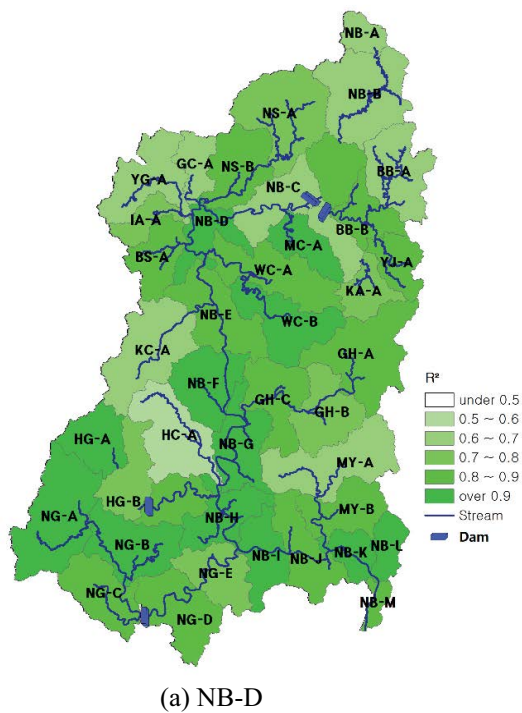 NB-A
NB-B
NS-A
GC-A
NS-B
YG-A
NB-C
BB-A
IA-A
NB-D
BB-B
MC-A
BS-A
WC-A
YJ-A
KA-A
NB-E
WC-B
KC-A
GH-A
NB-F
GH-C
GH-B
HC-A
HG-A
NB-G
MY-A
HG-B
NB-H
MY-B
NG-A
NG-B
NB-I
NB-J
NB-K
NB-L
NG-E
NG-C
NG-D
NB-M
R²
under 0.5
0.5 ~ 0.6
0.6 ~ 0.7
0.7 ~ 0.8
0.8 ~ 0.9
over 0.9
Stream
Dam
(a) NB-D